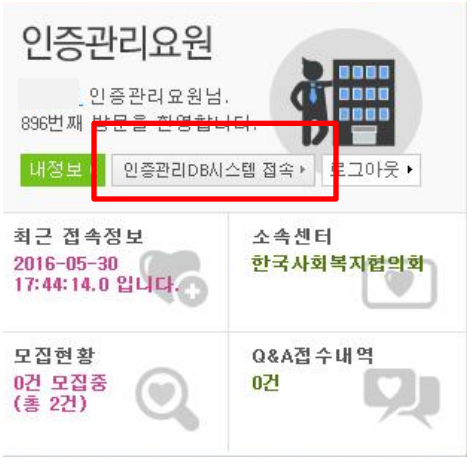 인증관리요원
인증관리요원님.
896번째 방문을 환영합니다.
내정보 인증관리DB시스템 접속 로그아웃
최근 접속정보
2016-05-30
17:44:14.0 입니다.
소속센터
한국사회복지협의회
모집현황
0건 모집중
(총 2건)
Q&A접수내역
0건